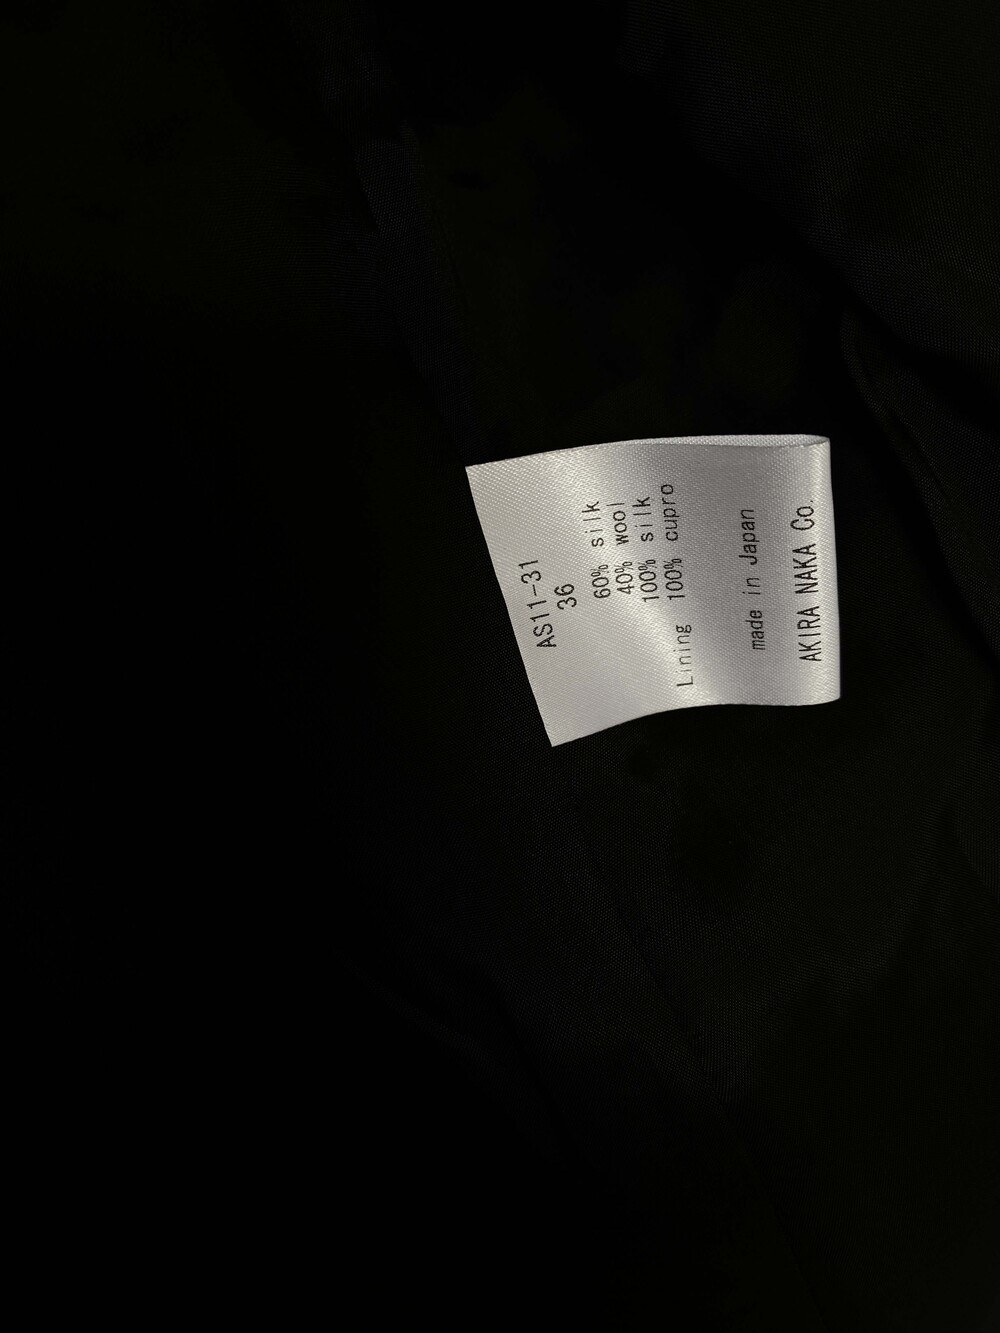 AS11-31
36
60% silk
40% wool
100% silk
Lining 100% cupro
made in Japan
AKIRA NAKA Co.